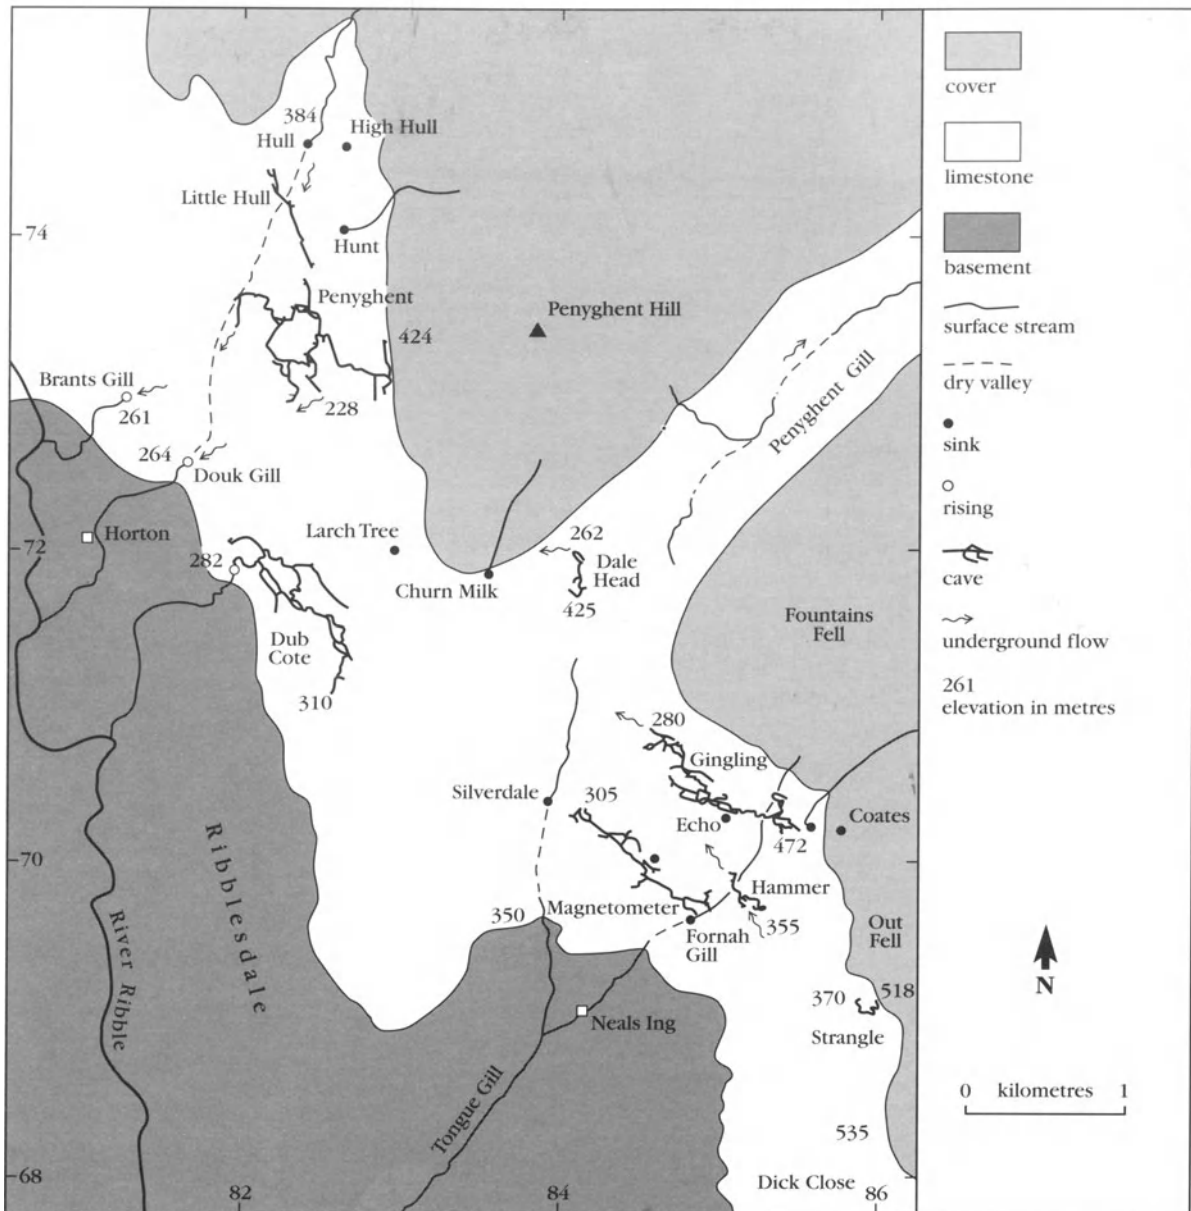 384
Hull
High Hull
Little Hull
74
Hunt
Penyghent
Penyghent Hill
424
Brants Gill
261
228
Penyghent Gill
264
Douk Gill
Horton
Larch Tree
262
72
282
Churn Milk
Dale
Head
425
Fountains
Fell
Dub
Cote
310
280
Gingling
Silverdale
305
Echo
Coates
472
Ribblesdale
70
Hammer
350
Magnetometer
Fornah
Gill
355
Out
Fell
River Ribble
370
518
Neals Ing
Strangle
Tongue Gill
535
68
82
84
Dick Close
86
cover
limestone
basement
surface stream
dry valley
sink
rising
cave
underground flow
261
elevation in metres
N
0 kilometres 1